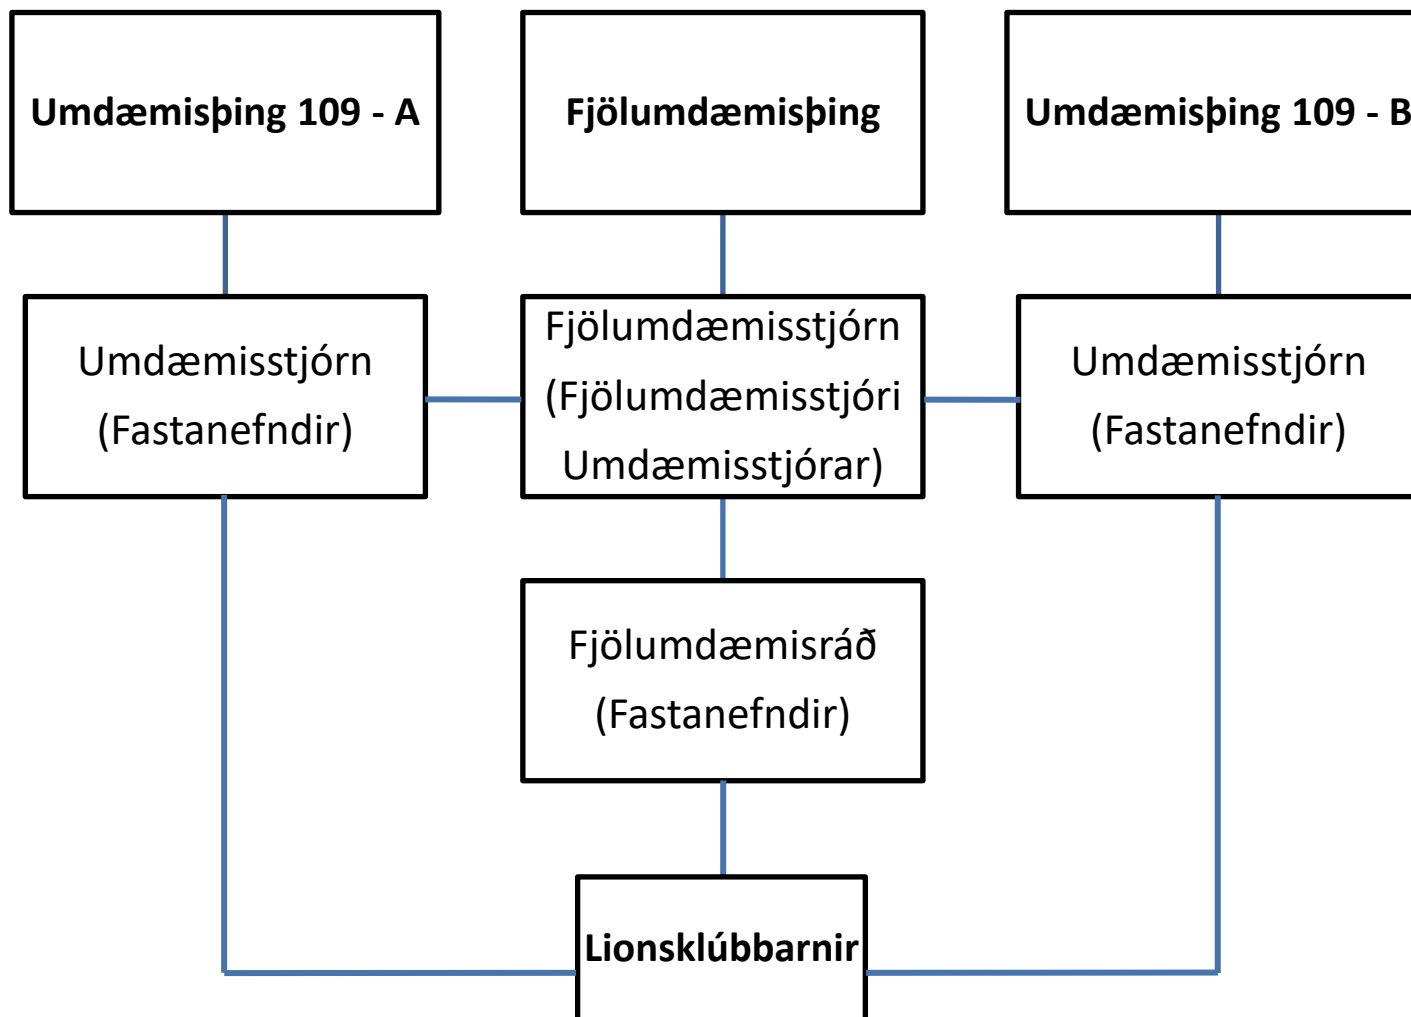 Umdæmisþing 109 - A
Fjölumdæmisþing
Umdæmisþing 109 - B
Umdæmisstjórn
(Fastanefndir)
Fjölumdæmisstjórn
(Fjölumdæmisstjóri
Umdæmisstjórar)
Umdæmisstjórn
(Fastanefndir)
Fjölumdæmisráð
(Fastanefndir)
Lionsklúbbarnir